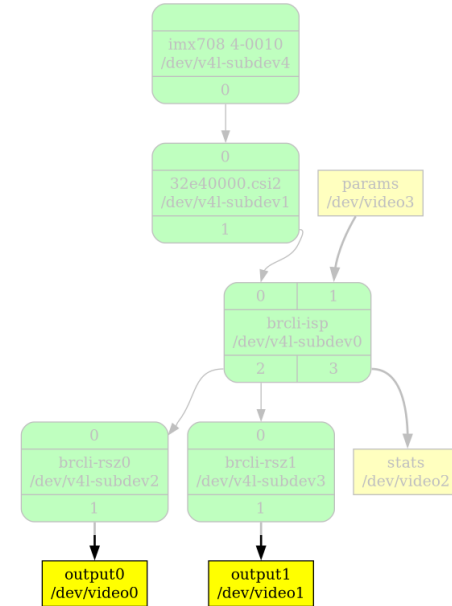 imx708 4-0010
/dev/v4l-subdev4
0
0
32e40000.csi2
/dev/v4l-subdev1
1
params
/dev/video3
0 1
brcli-isp
/dev/v4l-subdev0
2 3
0
brcli-rsz0
/dev/v4l-subdev2
1
0
brcli-rsz1
/dev/v4l-subdev3
1
stats
/dev/video2
output0
/dev/video0
output1
/dev/video1